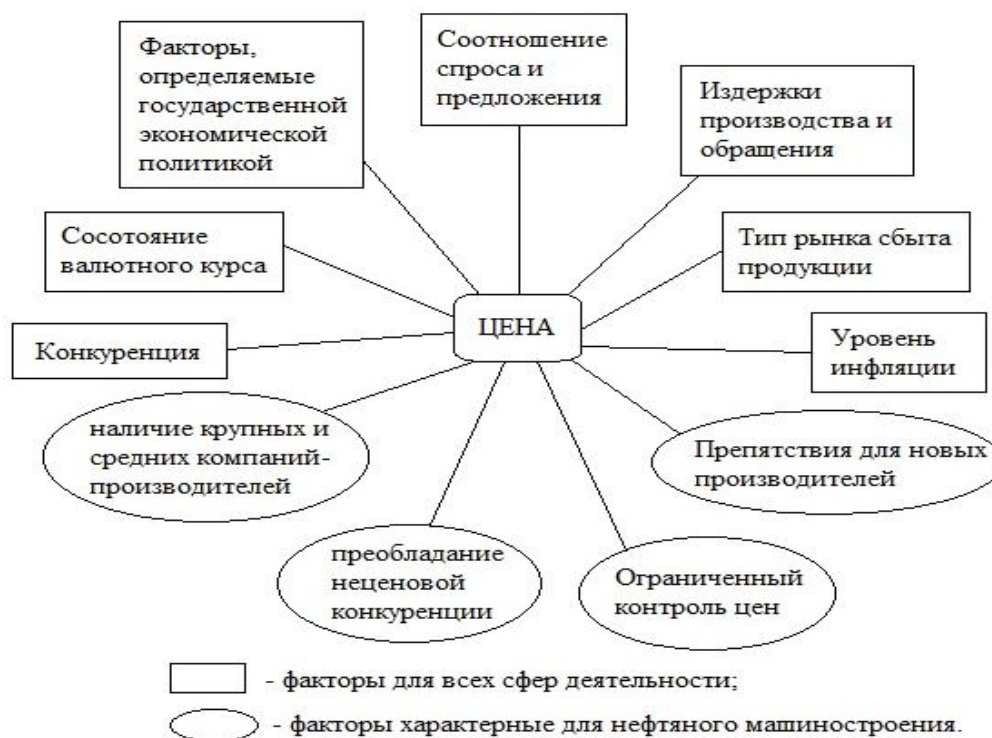 Факторы,
определяемые
государственной
экономической
политикой
Соотношение
спроса и
предложения
Издержки
производства и
обращения
Сосотояние
валютного курса
Тип рынка сбыта
продукции
ЦЕНА
Конкуренция
Уровень
инфляции
наличие крупных и
средних компаний-
производителей
Препятствия для новых
производителей
преобладание
неценовой
конкуренции
Ограниченный
контроль цен
- факторы для всех сфер деятельности;
- факторы характерные для нефтяного машиностроения.